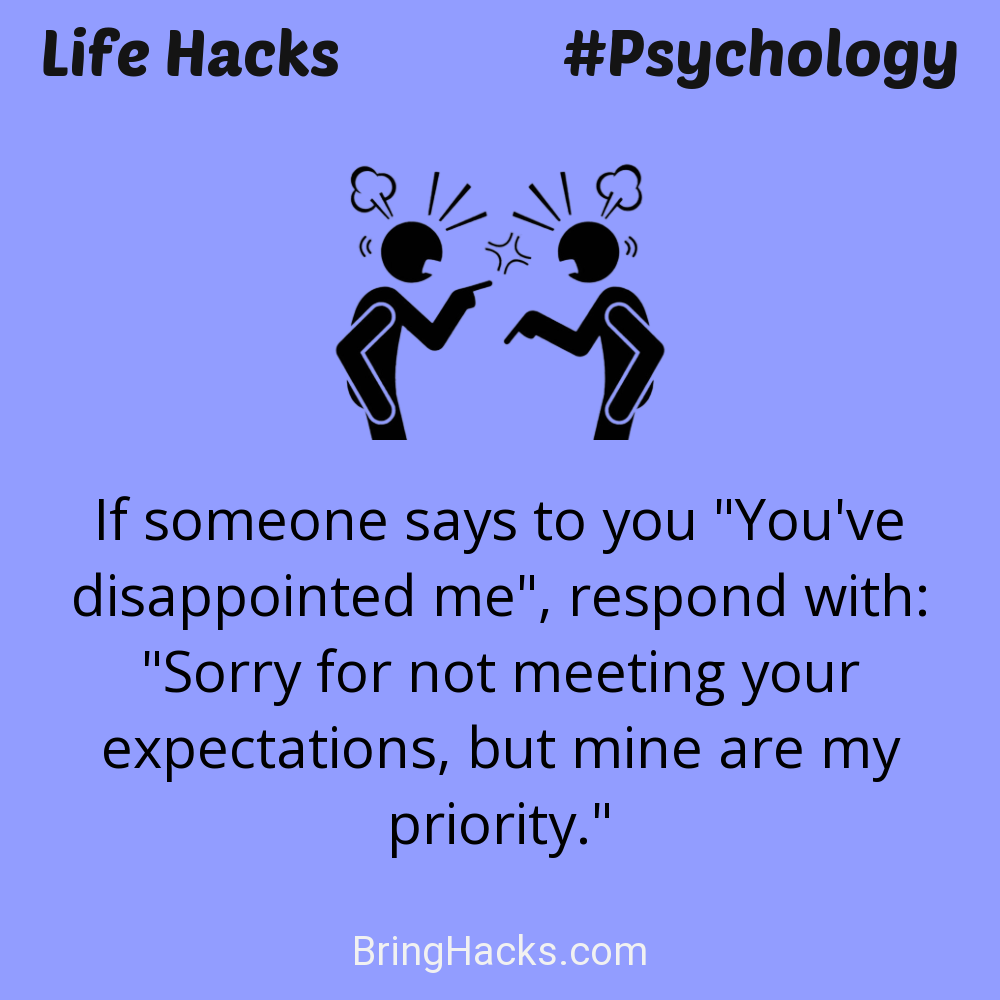 Life Hacks #Psychology
If someone says to you "You've
disappointed me", respond with:
"Sorry for not meeting your
expectations, but mine are my
priority."
BringHacks.com